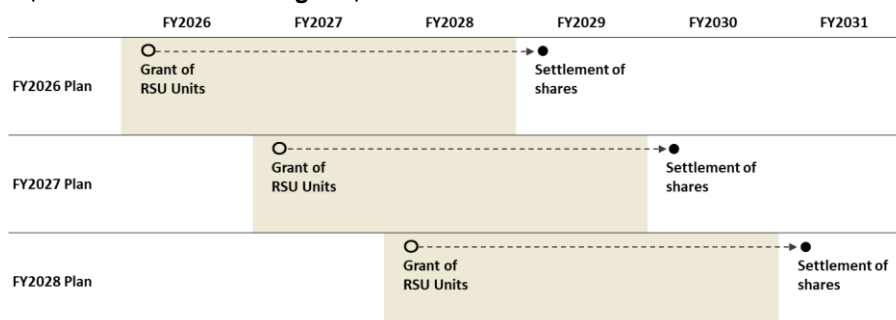 FY2026 FY2027 FY2028 FY2029 FY2030 FY2031
Grant of
RSU Units
Settlement of
shares
FY2026 Plan
Grant of
RSU Units
Settlement of
shares
FY2027 Plan
Grant of
RSU Units
Settlement of
shares
FY2028 Plan